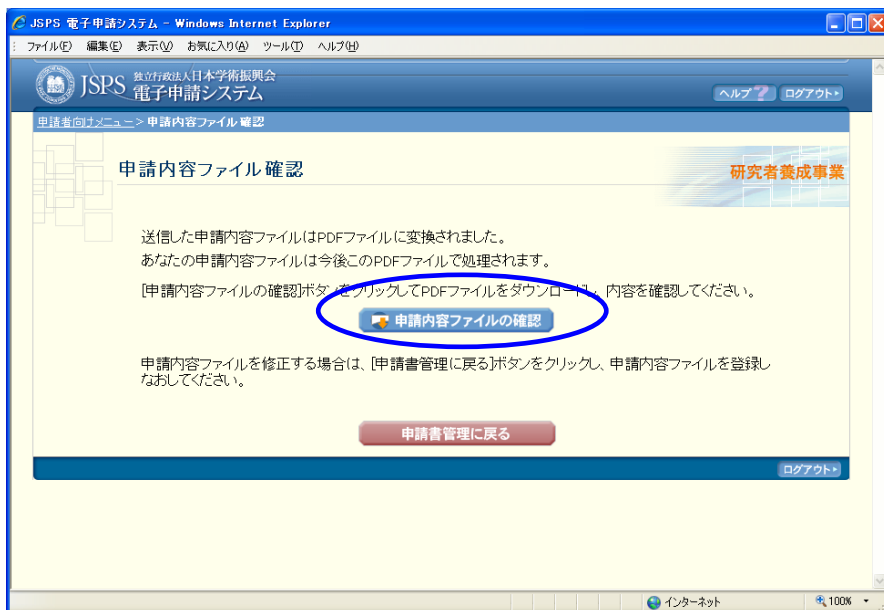 JSPS 電子申請システム - Windows Internet Explorer
ファイル(F) 編集(E) 表示(V) お気に入り(A) ツール(T) ヘルプ(H)
JSPS 独立行政法人日本学術振興会
電子申請システム
ヘルプ ? ログアウト
申請者向けメニュー> 申請内容ファイル確認
申請内容ファイル確認
研究者養成事業
送信した申請内容ファイルはPDFファイルに変換されました。
あなたの申請内容ファイルは今後このPDFファイルで処理されます。
[申請内容ファイルの確認]ボタンをクリックしてPDFファイルをダウンロードし、内容を確認してください。
申請内容ファイルの確認
申請内容ファイルを修正する場合は、[申請書管理に戻る]ボタンをクリックし、申請内容ファイルを登録し
なおしてください。
申請書管理に戻る
ログアウト
インターネット 100%